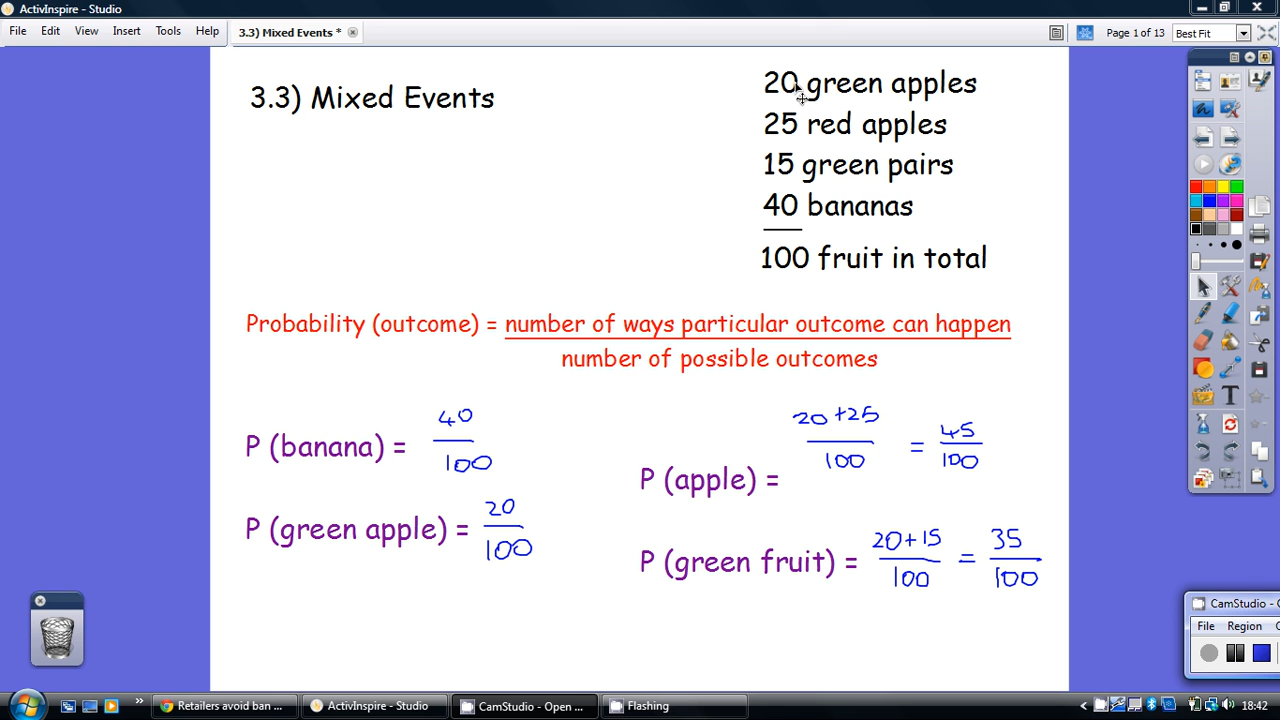 ActivInspire - Studio
File Edit View Insert Tools Help
3.3) Mixed Events *
Page 1 of 13
Best Fit
3.3) Mixed Events
20 green apples
25 red apples
15 green pairs
40 bananas
100 fruit in total
Probability (outcome) = number of ways particular outcome can happen
number of possible outcomes
P (banana) = 40
100
P (apple) = 20+25
100
= 45
100
P (green apple) = 20
100
P (green fruit) = 20+15
100
= 35
100
CamStudio - Open
File Region O
Retailers avoid ban ...
ActivInspire - Studio
CamStudio - Open ...
Flashing
18:42